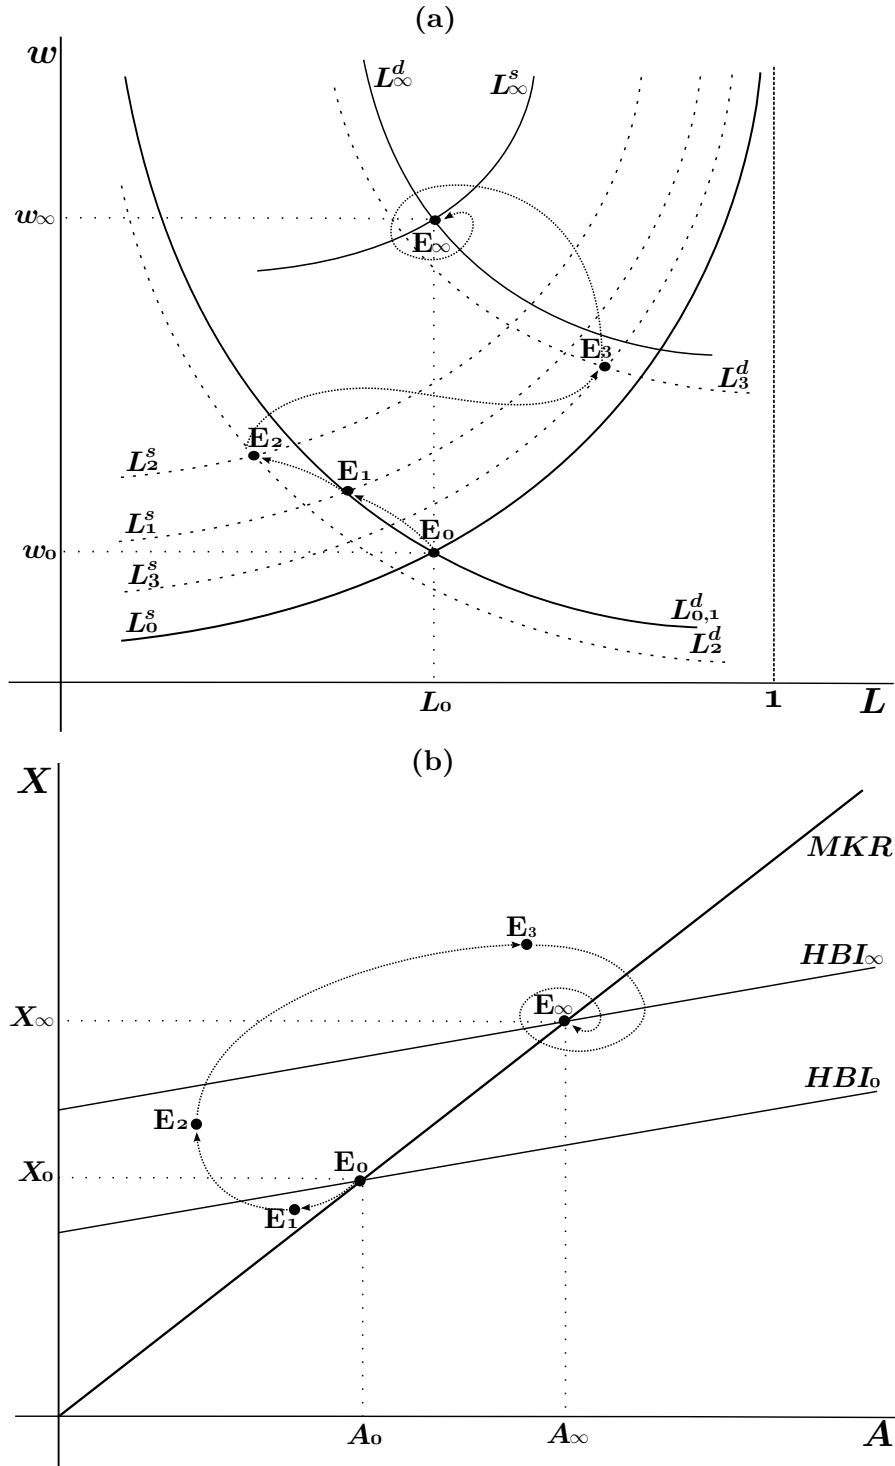 (a)
w
L^d_∞
L^s_∞
w_∞
E_∞
E_3
L^d_3
E_2
L^s_2
E_1
L^s_1
E_0
w_0
L^s_3
L^s_0
L^d_{0,1}
L^d_2
L_0
1
L
(b)
X
MKR
E_3
HBI_∞
E_∞
X_∞
HBI_0
E_2
E_0
X_0
E_1
A_0
A_∞
A